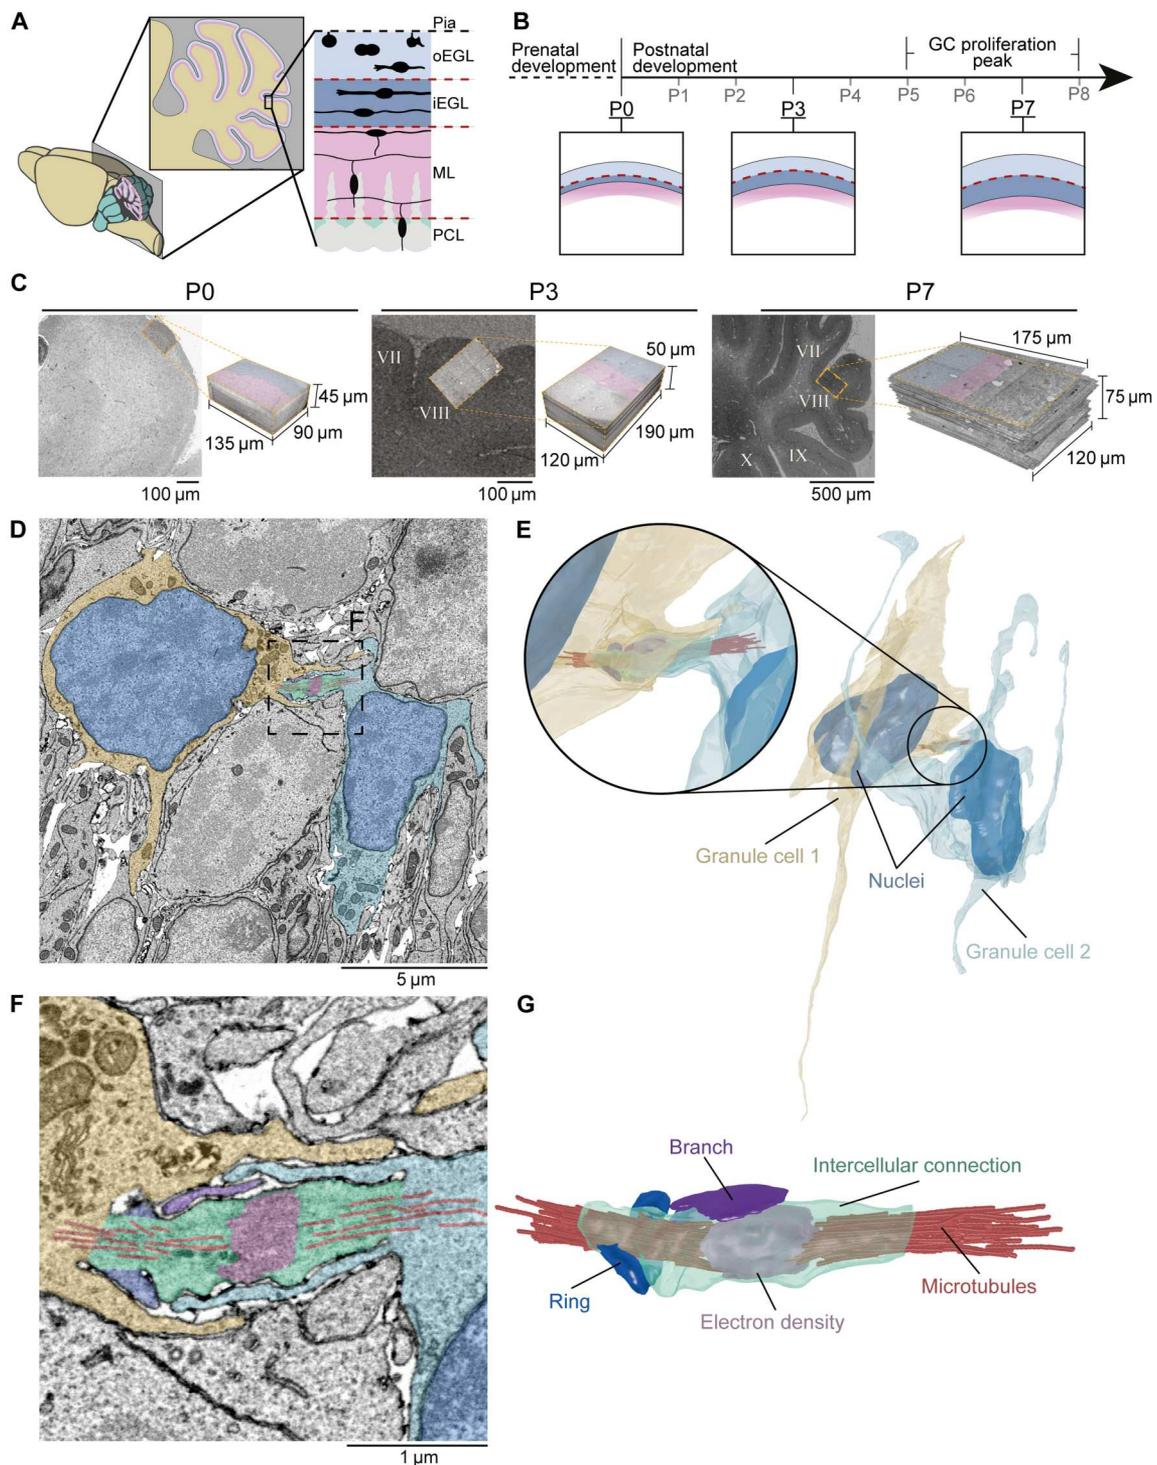 A
Pia
oEGL
iEGL
ML
PCL
B
Prenatal
development
Postnatal
development
GC proliferation
peak
P1
P2
P4
P5
P6
P8
P0
P3
P7
C
P0
P3
P7
45 µm
90 µm
135 µm
100 µm
VII
VIII
50 µm
190 µm
120 µm
100 µm
VII
VIII
IX
X
175 µm
75 µm
120 µm
500 µm
D
F
5 µm
E
Granule cell 1
Nuclei
Granule cell 2
F
1 µm
G
Branch
Intercellular connection
Ring
Electron density
Microtubules